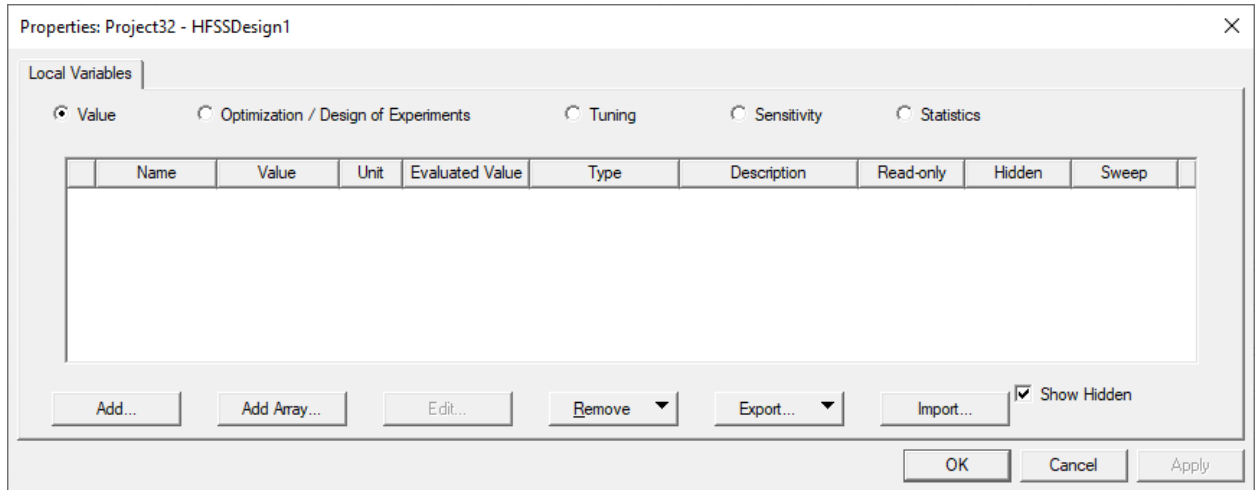 Properties: Project32 - HFSSDesign1
Local Variables
Value Optimization / Design of Experiments Tuning Sensitivity Statistics
Name Value Unit Evaluated Value Type Description Read-only Hidden Sweep
Add... Add Array... Edit... Remove Export... Import... Show Hidden
OK Cancel Apply